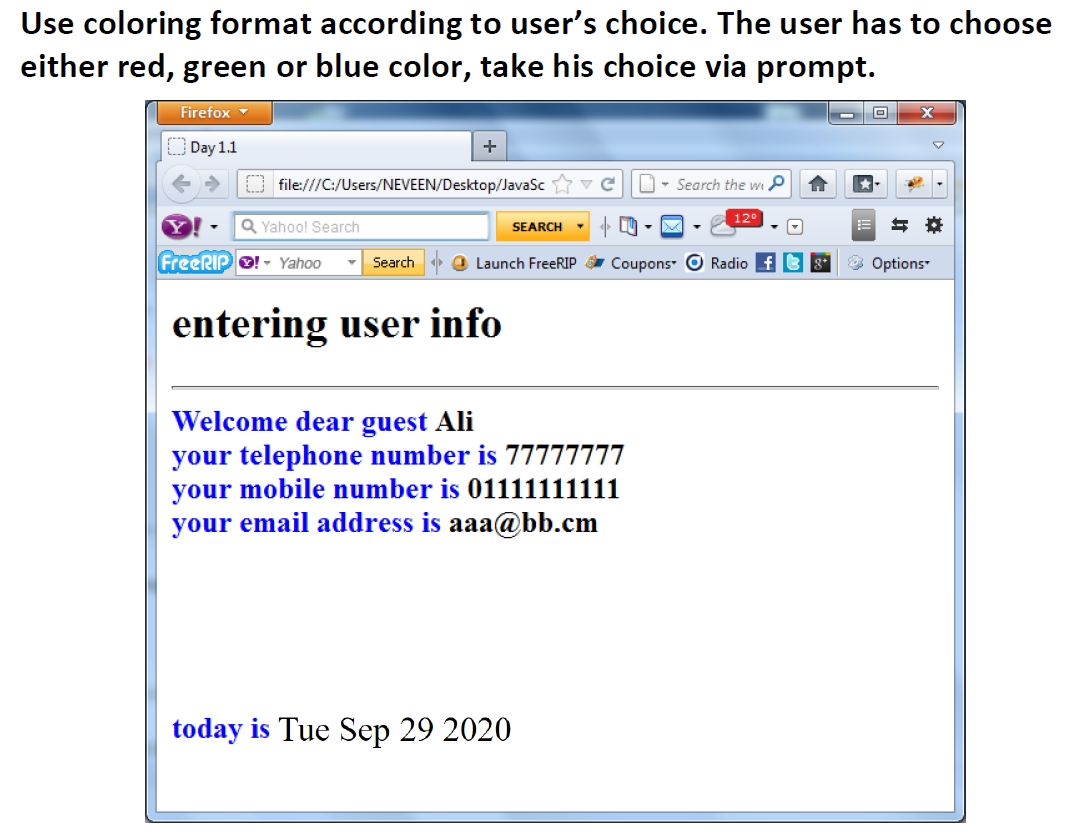 Use coloring format according to user’s choice. The user has to choose
either red, green or blue color, take his choice via prompt.
Firefox
Day 1.1
+
file:///C:/Users/NEVEEN/Desktop/JavaSc
Search the w
Y!
Yahoo! Search
SEARCH
12°
FreeRIP
Y!
Yahoo
Search
Launch FreeRIP
Coupons
Radio
f
g+
Options
entering user info
Welcome dear guest Ali
your telephone number is 77777777
your mobile number is 01111111111
your email address is aaa@bb.cm
today is Tue Sep 29 2020